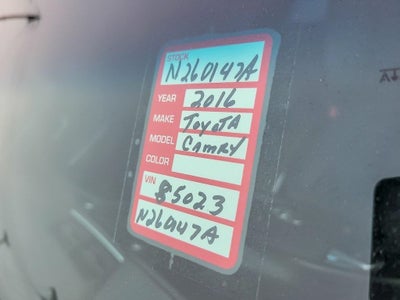 STOCK
N260147A
YEAR 2016
MAKE TOYOTA
MODEL CAMRY
COLOR
VIN
85023
N260147A